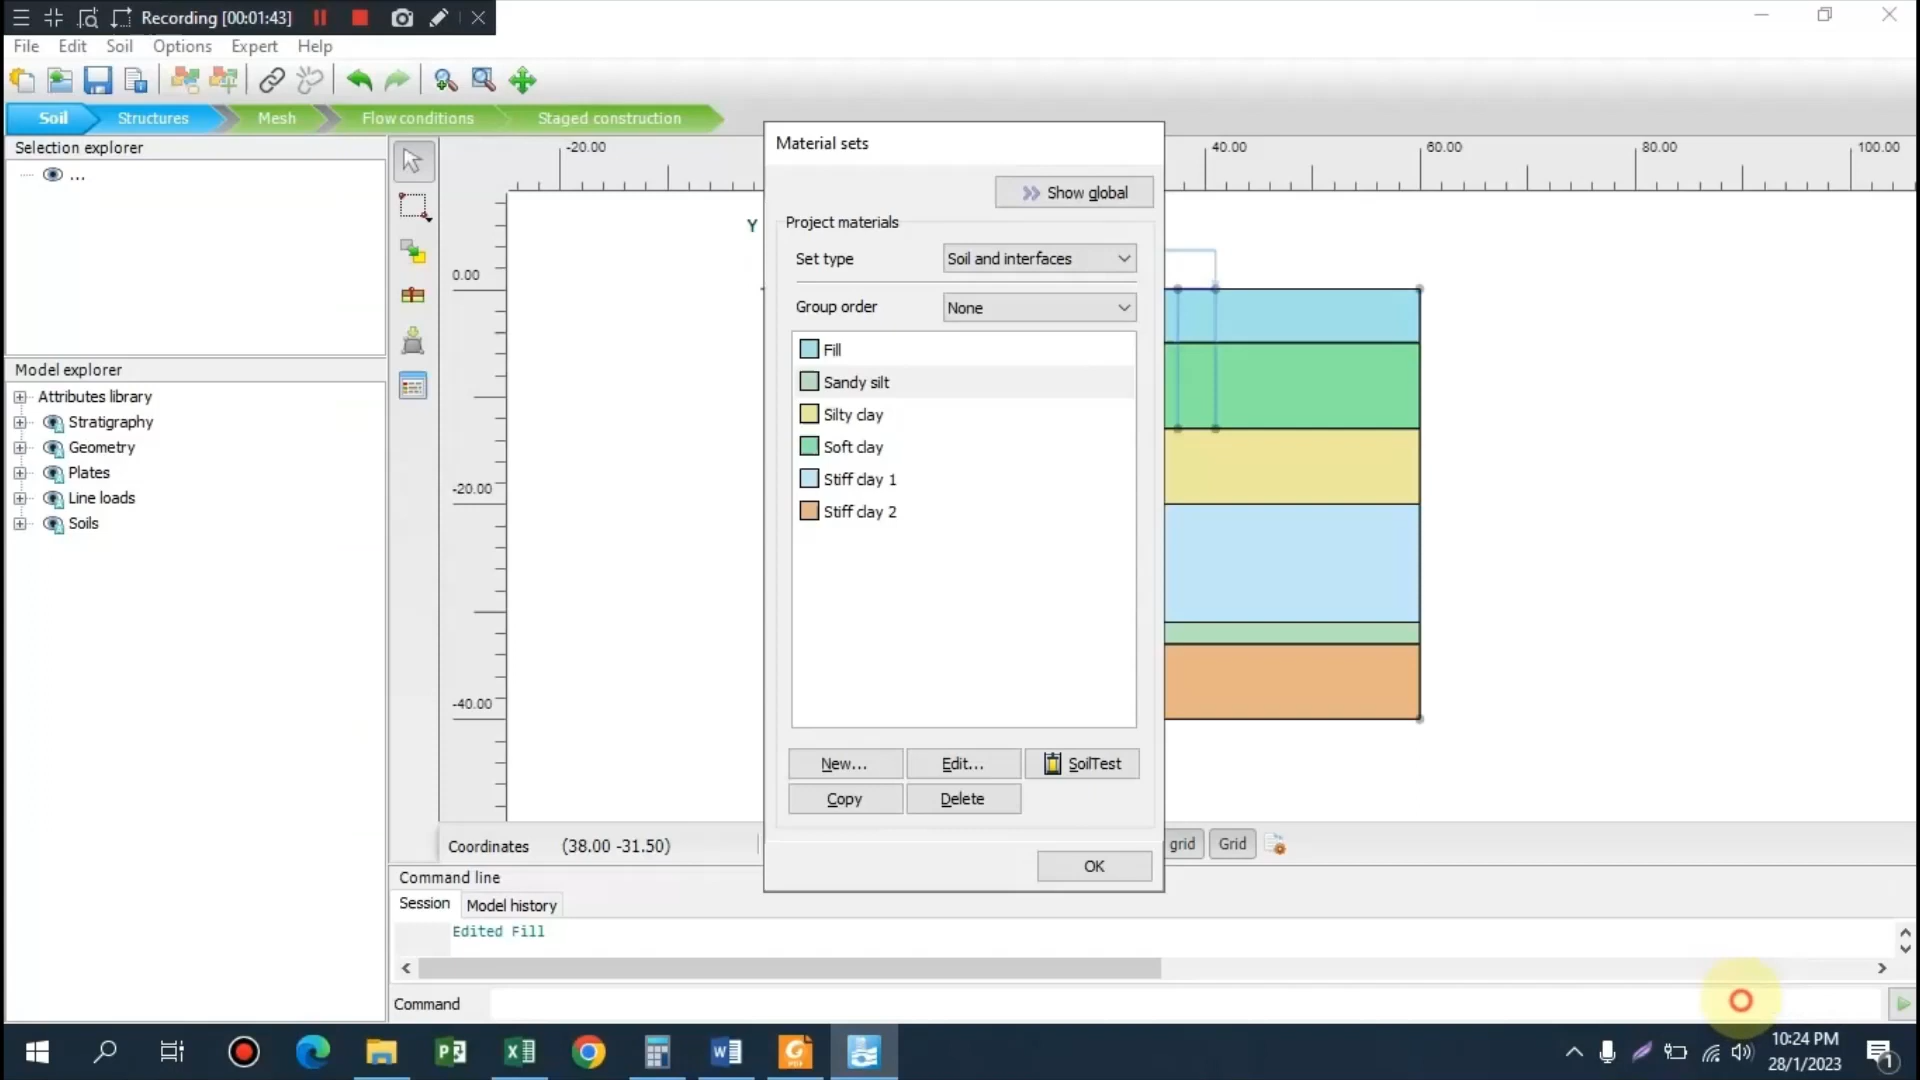 Recording [00:01:43]
File Edit Soil Options Expert Help
Soil Structures Mesh Flow conditions Staged construction
Selection explorer
...
Model explorer
Attributes library
Stratigraphy
Geometry
Plates
Line loads
Soils
-20.00 40.00 60.00 80.00 100.00
Y
0.00
-20.00
-40.00
Material sets
Show global
Project materials
Set type Soil and interfaces
Group order None
Fill
Sandy silt
Silty clay
Soft clay
Stiff clay 1
Stiff clay 2
New... Edit... SoilTest
Copy Delete
OK
Coordinates (38.00 -31.50)
grid Grid
Command line
Session Model history
Edited Fill
Command
10:24 PM
28/1/2023
1